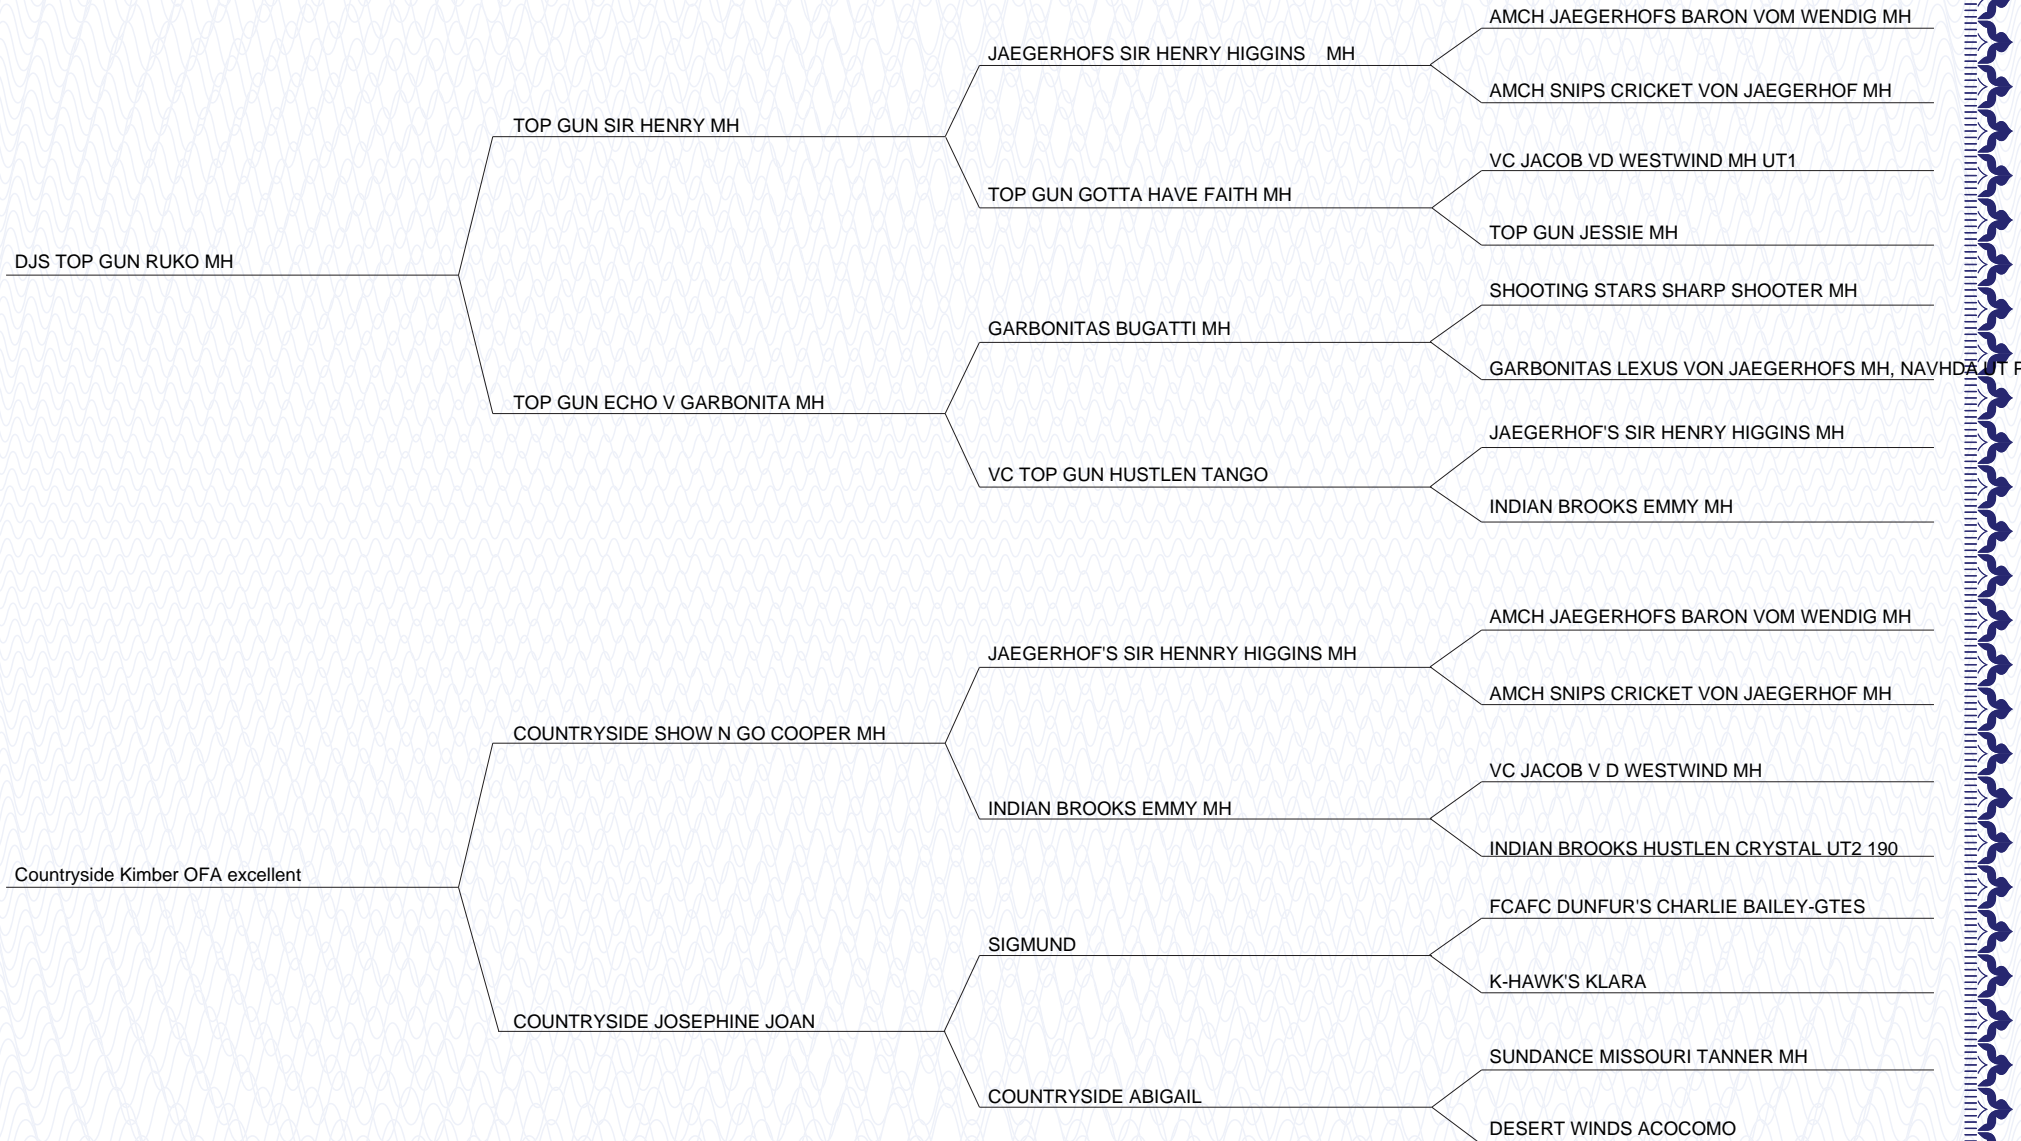 AMCH JAEGERHOFS BARON VOM WENDIG MH
JAEGERHOFS SIR HENRY HIGGINS MH
AMCH SNIPS CRICKET VON JAEGERHOF MH
TOP GUN SIR HENRY MH
VC JACOB VD WESTWIND MH UT1
TOP GUN GOTTA HAVE FAITH MH
TOP GUN JESSIE MH
DJS TOP GUN RUKO MH
SHOOTING STARS SHARP SHOOTER MH
GARBONITAS BUGATTI MH
GARBONITAS LEXUS VON JAEGERHOFS MH, NAVHDA UT P
TOP GUN ECHO V GARBONITA MH
JAEGERHOF'S SIR HENRY HIGGINS MH
VC TOP GUN HUSTLEN TANGO
INDIAN BROOKS EMMY MH
AMCH JAEGERHOFS BARON VOM WENDIG MH
JAEGERHOF'S SIR HENNRY HIGGINS MH
AMCH SNIPS CRICKET VON JAEGERHOF MH
COUNTRYSIDE SHOW N GO COOPER MH
VC JACOB V D WESTWIND MH
INDIAN BROOKS EMMY MH
INDIAN BROOKS HUSTLEN CRYSTAL UT2 190
Countryside Kimber OFA excellent
FCAFC DUNFUR'S CHARLIE BAILEY-GTES
SIGMUND
K-HAWK'S KLARA
COUNTRYSIDE JOSEPHINE JOAN
SUNDANCE MISSOURI TANNER MH
COUNTRYSIDE ABIGAIL
DESERT WINDS ACOCOMO